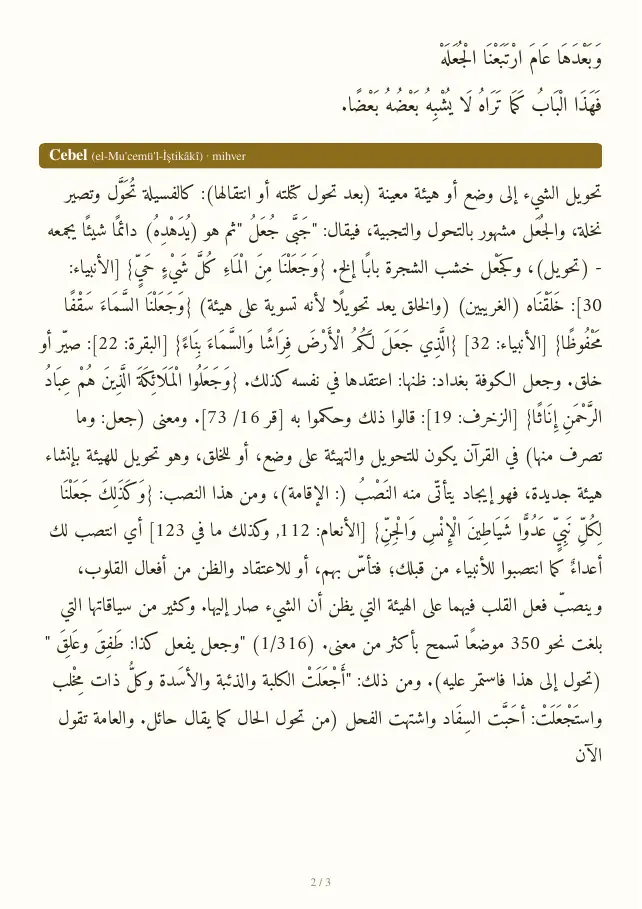 وَبَعْدَهَا عَامَ ارْتَبَعْنَا الْجُعَلَهْ
فَهَذَا الْبَابُ كَمَا تَرَاهُ لَا يُشْبِهُ بَعْضُهُ بَعْضًا.
Cebel (el-Mu'cemü'l-İştikâkî) · mihver
تحويل الشيء إلى وضع أو هيئة معينة (بعد تحول كتلته أو انتقالها): كالفسيلة تُحَوَّل وتصير
نخلة، والجُعَل مشهور بالتحول والتجبية، فيقال: "جَبَّى جُعَلُ "ثم هو (يُدَهْدِهُ) دائمًا شيئًا يجمعه
- (تحويل)، وكجَعْل خشب الشجرة بابًا إلخ. {وَجَعَلْنَا مِنَ الْمَاءِ كُلَّ شَيْءٍ حَيٍّ} [الأنبياء:
30]: خَلَقْنَاه (الغريبين) (والخلق يعد تحويلًا لأنه تسوية على هيئة) {وَجَعَلْنَا السَّمَاءَ سَقْفًا
مَحْفُوظًا} [الأنبياء: 32] {الَّذِي جَعَلَ لَكُمُ الْأَرْضَ فِرَاشًا وَالسَّمَاءَ بِنَاءً} [البقرة: 22]: صيّر أو
خلق. وجعل الكوفة بغداد: ظنها: اعتقدها في نفسه كذلك. {وَجَعَلُوا الْمَلَائِكَةَ الَّذِينَ هُمْ عِبَادُ
الرَّحْمَنِ إِنَاثًا} [الزخرف: 19]: قالوا ذلك وحكموا به [قر 16/ 73]. ومعنى (جعل: وما
تصرف منها) في القرآن يكون للتحويل والتهيئة على وضع، أو للخلق، وهو تحويل للهيئة بإنشاء
هيئة جديدة، فهو إيجاد يتأتّى منه النَصْبُ (: الإقامة)، ومن هذا النصب: {وَكَذَلِكَ جَعَلْنَا
لِكُلِّ نَبِيٍّ عَدُوًّا شَيَاطِينَ الْإِنْسِ وَالْجِنِّ} [الأنعام: 112, وكذلك ما في 123] أي انتصب لك
أعداءٌ كما انتصبوا للأنبياء من قبلك؛ فتأسّ بهم، أو للاعتقاد والظن من أفعال القلوب،
وينصبّ فعل القلب فيهما على الهيئة التي يظن أن الشيء صار إليها. وكثير من سياقاتها التي
بلغت نحو 350 موضعًا تسمح بأكثر من معنى. (1/316) "وجعل يفعل كذا: طَفِقَ وعَلِقَ "
(تحول إلى هذا فاستمر عليه). ومن ذلك: "أَجْعَلَتْ الكلبة والذئبة والأَسَدة وكلُّ ذات مِخْلب
واستَجْعَلَتْ: أحَبَّت السِفَاد واشتهت الفحل (من تحول الحال كما يقال حائل. والعامة تقول
الآن
2 / 3